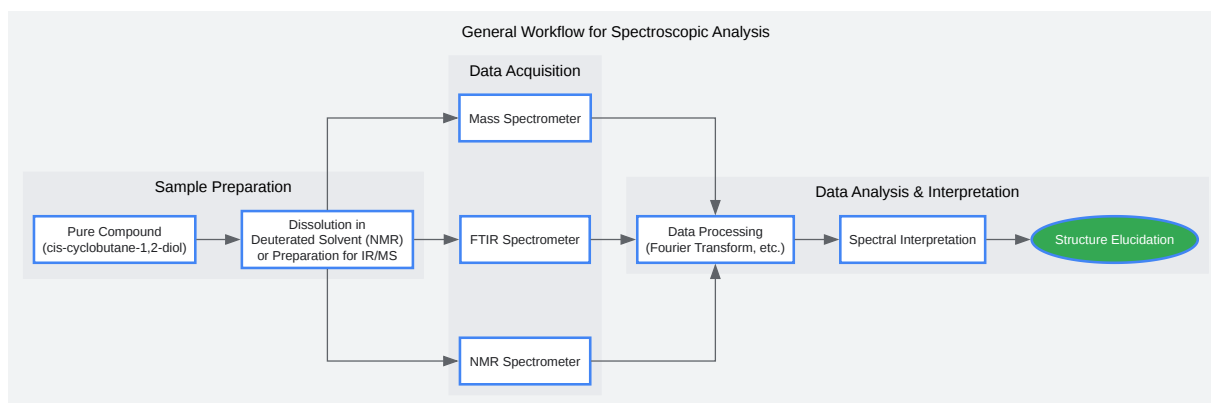 General Workflow for Spectroscopic Analysis
Data Acquisition
Mass Spectrometer
Sample Preparation
Data Analysis & Interpretation
Pure Compound
(cis-cyclobutane-1,2-diol)
Dissolution in
Deuterated Solvent (NMR)
or Preparation for IR/MS
FTIR Spectrometer
Data Processing
(Fourier Transform, etc.)
Spectral Interpretation
Structure Elucidation
NMR Spectrometer